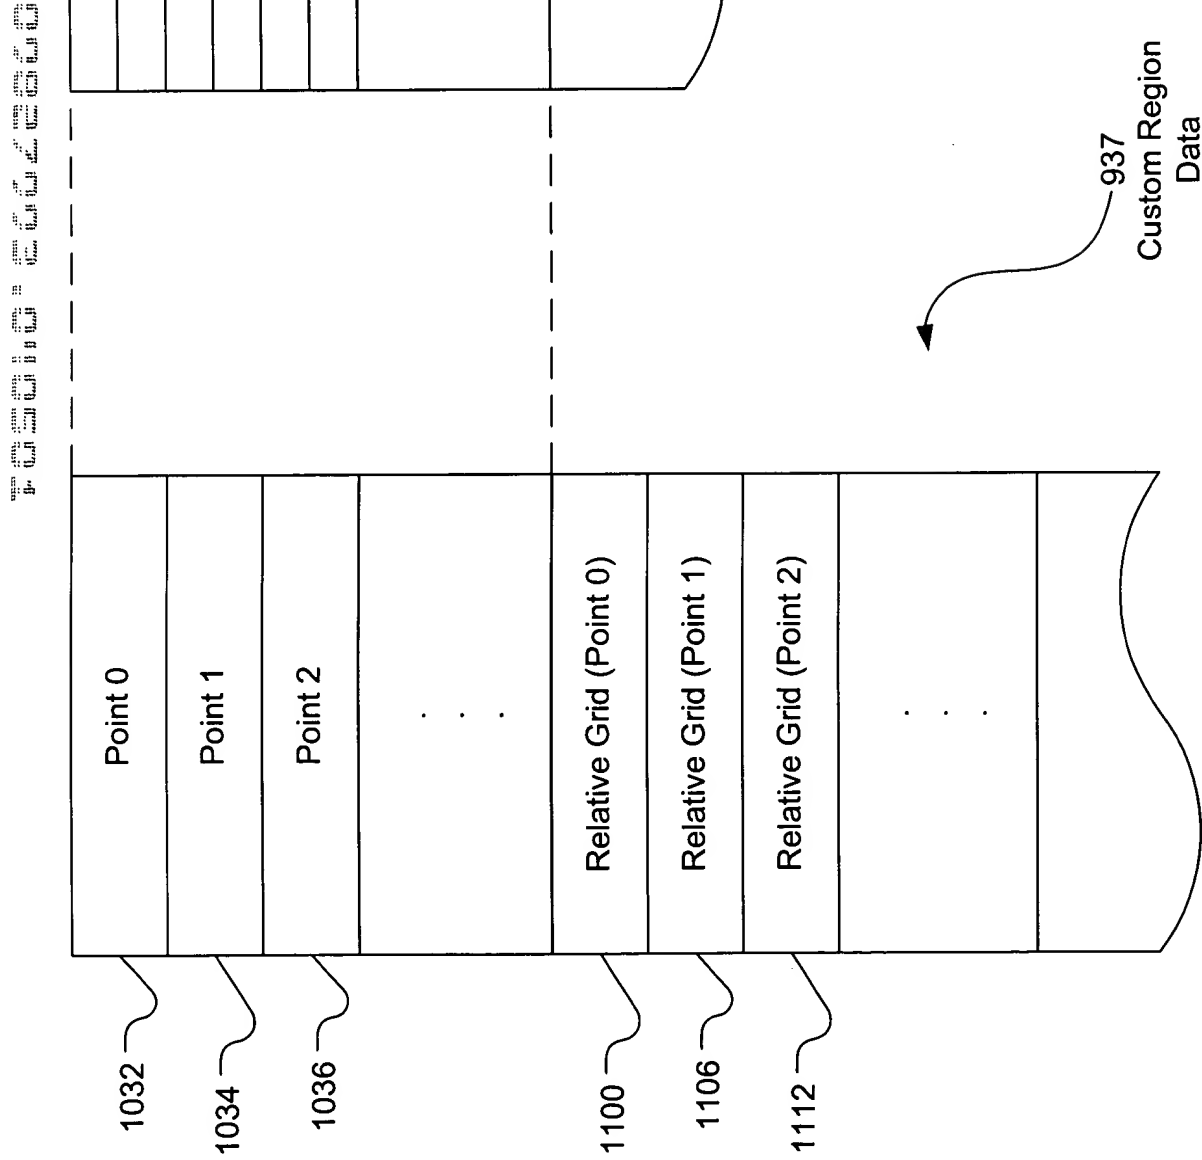 1032
Point 0
1034
Point 1
1036
Point 2
. . .
1100
Relative Grid (Point 0)
1106
Relative Grid (Point 1)
1112
Relative Grid (Point 2)
. . .
937
Custom Region
Data